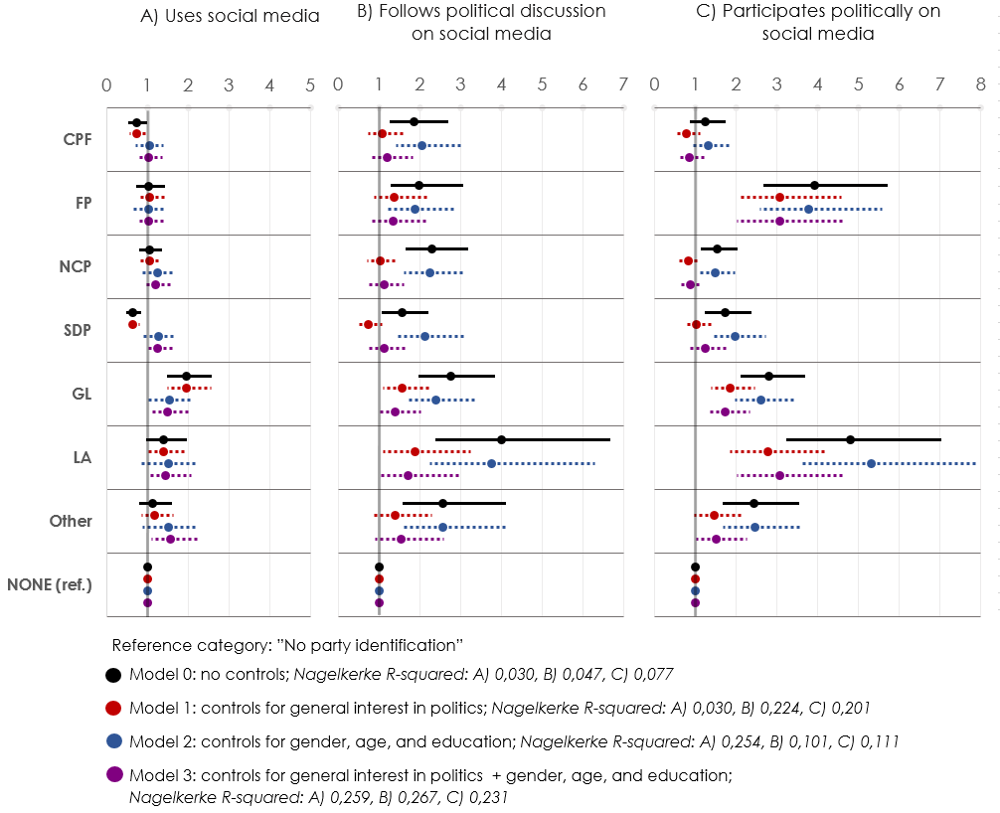 A) Uses social media
B) Follows political discussion
on social media
C) Participates politically on
social media
0 1 2 3 4 5
0 1 2 3 4 5 6 7
0 1 2 3 4 5 6 7 8
CPF
FP
NCP
SDP
GL
LA
Other
NONE (ref.)
Reference category: ”No party identification”
Model 0: no controls; Nagelkerke R-squared: A) 0,030, B) 0,047, C) 0,077
Model 1: controls for general interest in politics; Nagelkerke R-squared: A) 0,030, B) 0,224, C) 0,201
Model 2: controls for gender, age, and education; Nagelkerke R-squared: A) 0,254, B) 0,101, C) 0,111
Model 3: controls for general interest in politics + gender, age, and education;
Nagelkerke R-squared: A) 0,259, B) 0,267, C) 0,231